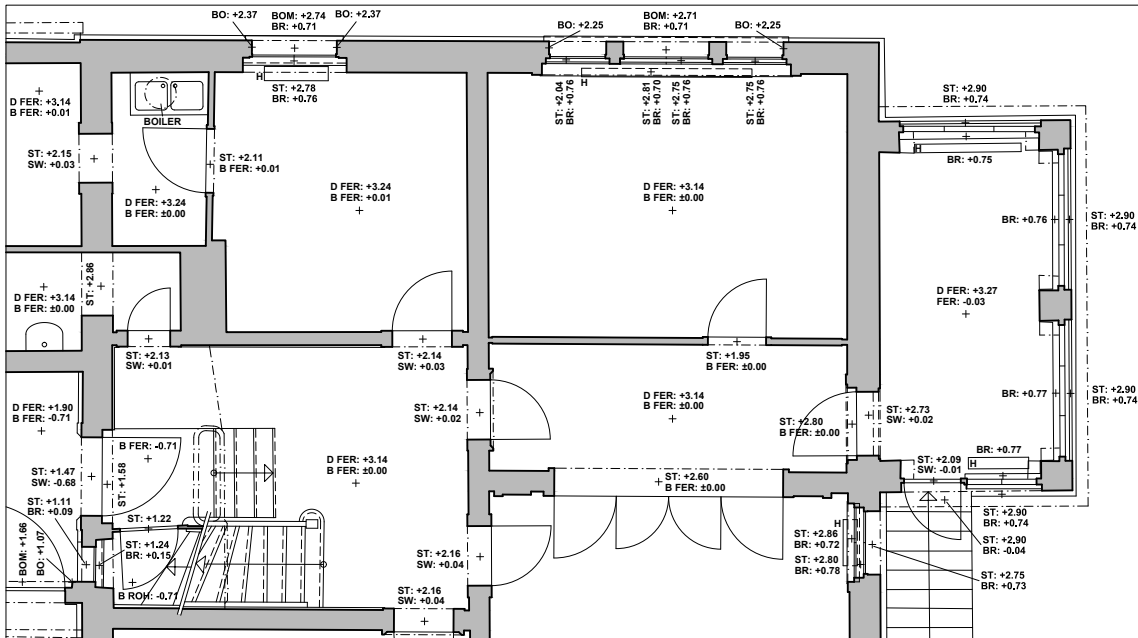 BO: +2.37
BOM: +2.74
BR: +0.71
BO: +2.37
BO: +2.25
BOM: +2.71
BR: +0.71
BO: +2.25
H
ST: +2.78
BR: +0.76
H
ST: +2.04
BR: +0.76
ST: +2.81
BR: +0.70
ST: +2.75
BR: +0.76
ST: +2.75
BR: +0.76
ST: +2.90
BR: +0.74
D FER: +3.14
B FER: +0.01
BOILER
ST: +2.15
SW: +0.03
ST: +2.11
B FER: +0.01
H
BR: +0.75
D FER: +3.24
B FER: ±0.00
D FER: +3.24
B FER: +0.01
D FER: +3.14
B FER: ±0.00
BR: +0.76
ST: +2.90
BR: +0.74
ST: +2.86
D FER: +3.14
B FER: ±0.00
D FER: +3.27
FER: -0.03
ST: +2.13
SW: +0.01
ST: +2.14
SW: +0.03
ST: +1.95
B FER: ±0.00
D FER: +1.90
B FER: -0.71
ST: +2.14
SW: +0.02
D FER: +3.14
B FER: ±0.00
ST: +2.80
B FER: ±0.00
ST: +2.73
SW: +0.02
BR: +0.77
ST: +2.90
BR: +0.74
B FER: -0.71
D FER: +3.14
B FER: ±0.00
BR: +0.77
H
ST: +2.09
SW: -0.01
ST: +1.47
SW: -0.68
ST: +1.58
ST: +2.60
B FER: ±0.00
ST: +1.11
BR: +0.09
ST: +1.22
ST: +2.90
BR: +0.74
H
ST: +2.86
BR: +0.72
ST: +2.90
BR: -0.04
BOM: +1.66
BO: +1.07
ST: +1.24
BR: +0.15
ST: +2.16
SW: +0.04
ST: +2.80
BR: +0.78
ST: +2.75
BR: +0.73
B ROH: -0.71
ST: +2.16
SW: +0.04